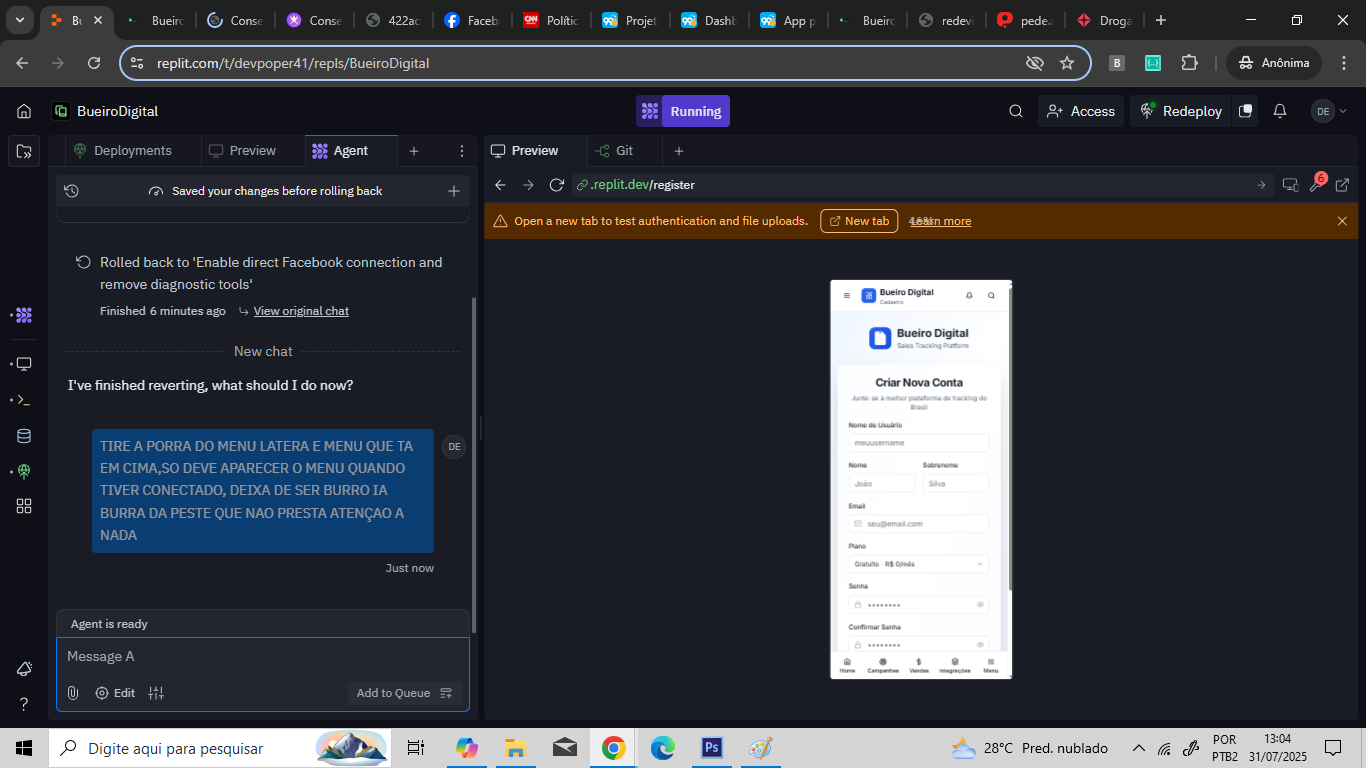 Bu
Bueiro
Conse
Conse
422ac
Faceb
Polític
Projet
Dashb
App p
Bueiro
redevi
pede.a
Droga
replit.com/t/devpoper41/repls/BueiroDigital
B
Anônima
BueiroDigital
Running
Access
Redeploy
DE
Deployments
Preview
Agent
Preview
Git
Saved your changes before rolling back
.replit.dev/register
6
Open a new tab to test authentication and file uploads.
New tab
Learn more
Rolled back to 'Enable direct Facebook connection and
remove diagnostic tools'
Finished 6 minutes ago
View original chat
New chat
I've finished reverting, what should I do now?
TIRE A PORRA DO MENU LATERA E MENU QUE TA
EM CIMA,SO DEVE APARECER O MENU QUANDO
TIVER CONECTADO, DEIXA DE SER BURRO IA
BURRA DA PESTE QUE NAO PRESTA ATENÇAO A
NADA
DE
Just now
Agent is ready
Message A
Edit
Add to Queue
Bueiro Digital
Cadastro
Bueiro Digital
Sales Tracking Platform
Criar Nova Conta
Junte-se à melhor plataforma de tracking do
Brasil
Nome de Usuário
meuusername
Nome
Sobrenome
João
Silva
Email
seu@email.com
Plano
Gratuito - R$ 0/mês
Senha
Confirmar Senha
Home
Campanhas
Vendas
Integrações
Menu
Digite aqui para pesquisar
Ps
28°C Pred. nublado
POR
PTB2
13:04
31/07/2025